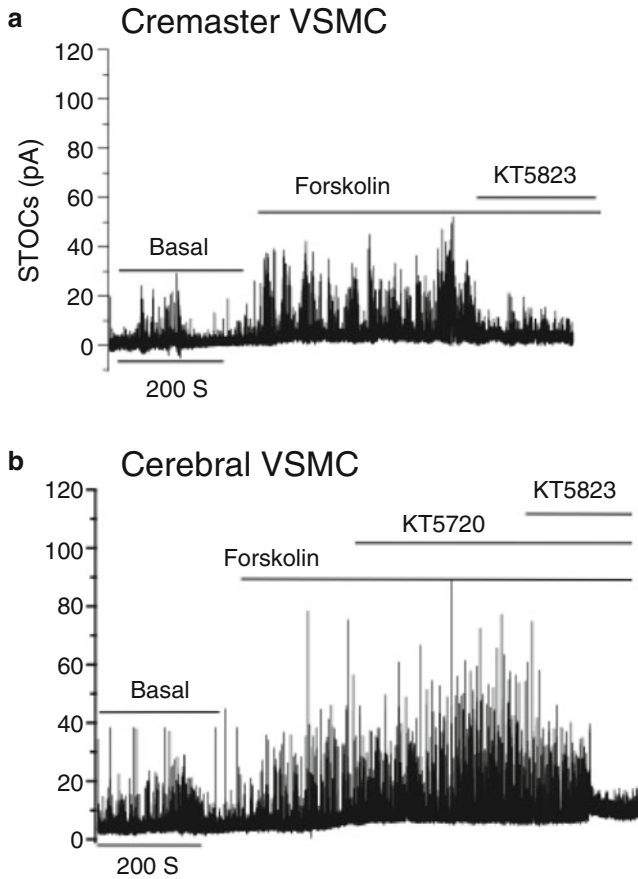 a Cremaster VSMC
120
100
80
60
40
20
0
STOCs (pA)
KT5823
Forskolin
Basal
200 S
b Cerebral VSMC
120
100
80
60
40
20
0
KT5823
KT5720
Forskolin
Basal
200 S